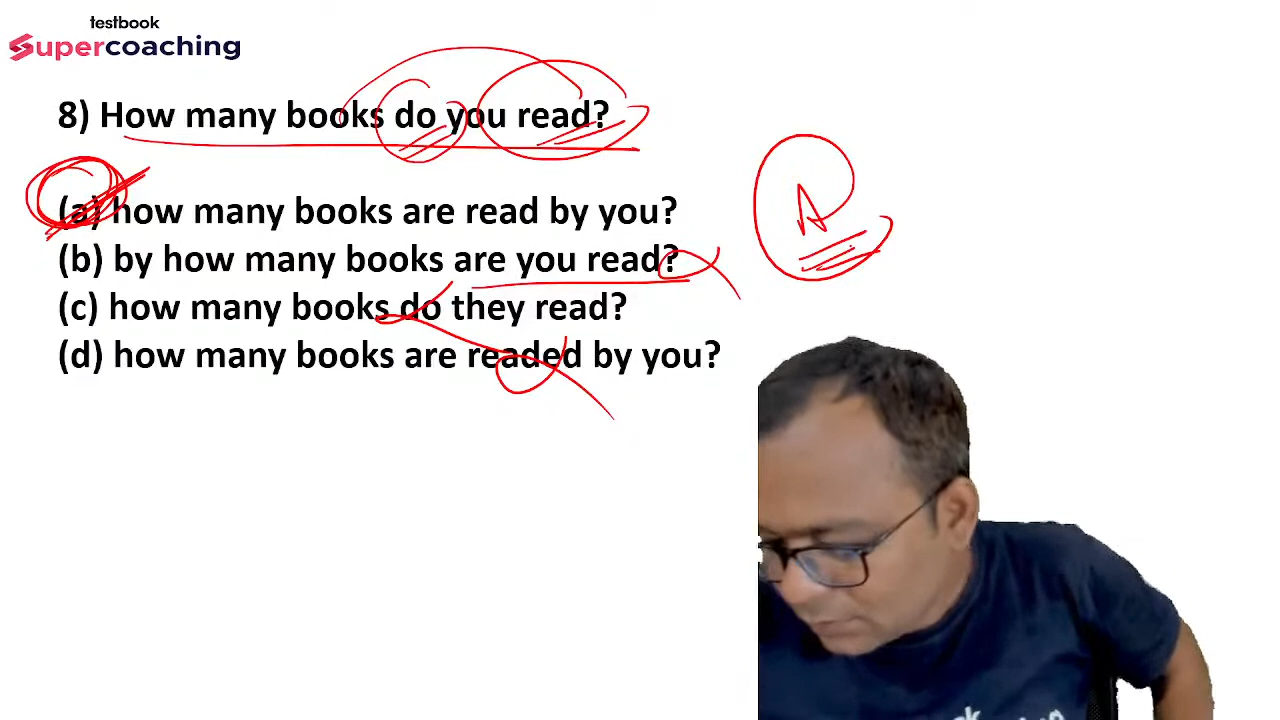 testbook
Supercoaching
8) How many books do you read?
(a) how many books are read by you?
(b) by how many books are you read?
(c) how many books do they read?
(d) how many books are readed by you?
A